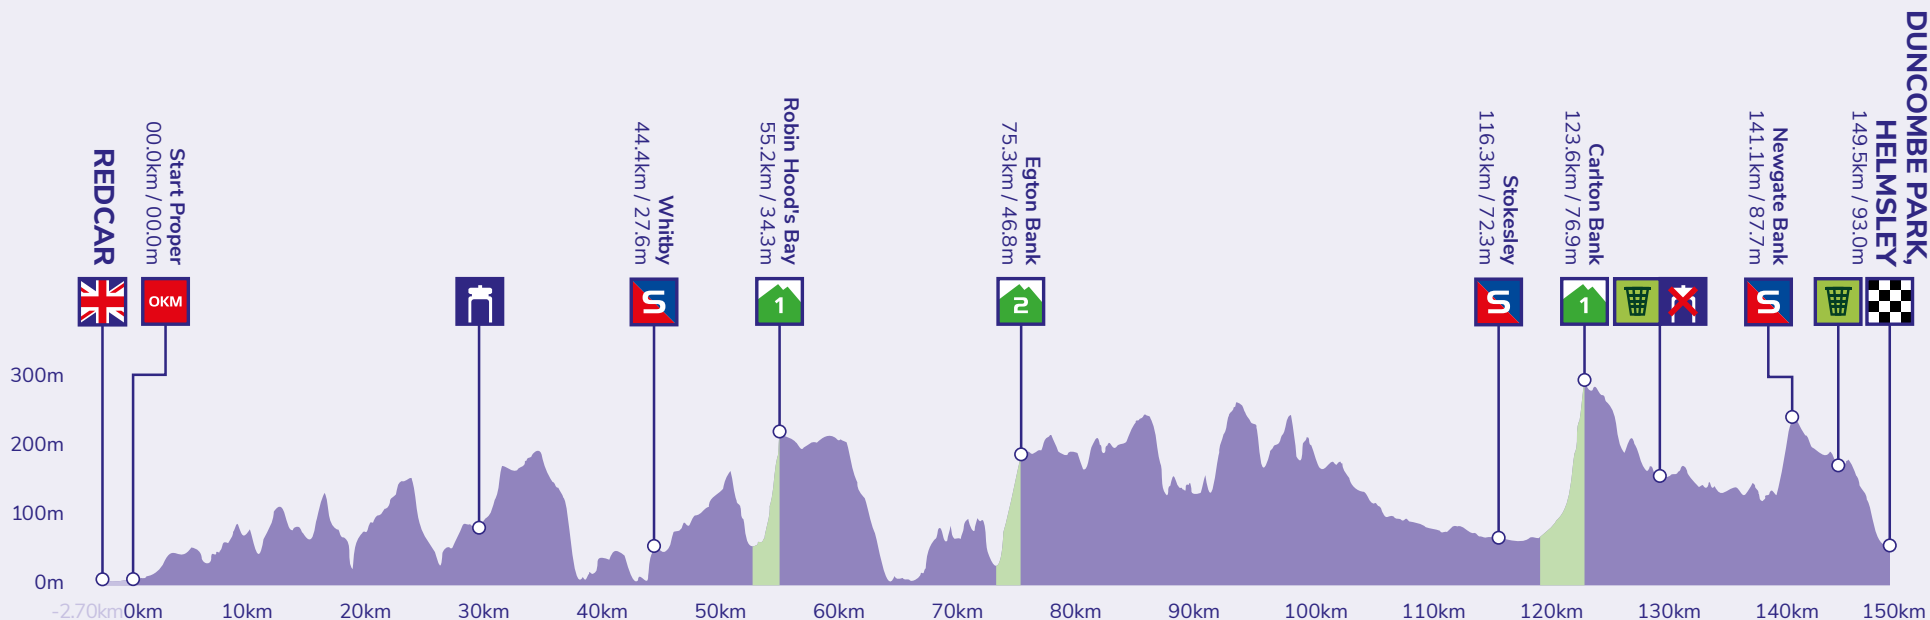 REDCAR
Start Proper
00.0km / 00.0m
Whitby
44.4km / 27.6m
Robin Hood's Bay
55.2km / 34.3m
Egton Bank
75.3km / 46.8m
Stokesley
116.3km / 72.3m
Carlton Bank
123.6km / 76.9m
Newgate Bank
141.1km / 87.7m
DUNCOMBE PARK,
HELMSLEY
149.5km / 93.0m
0KM
S
1
2
S
1
S
300m
200m
100m
0m
-2.70km
0km
10km
20km
30km
40km
50km
60km
70km
80km
90km
100km
110km
120km
130km
140km
150km